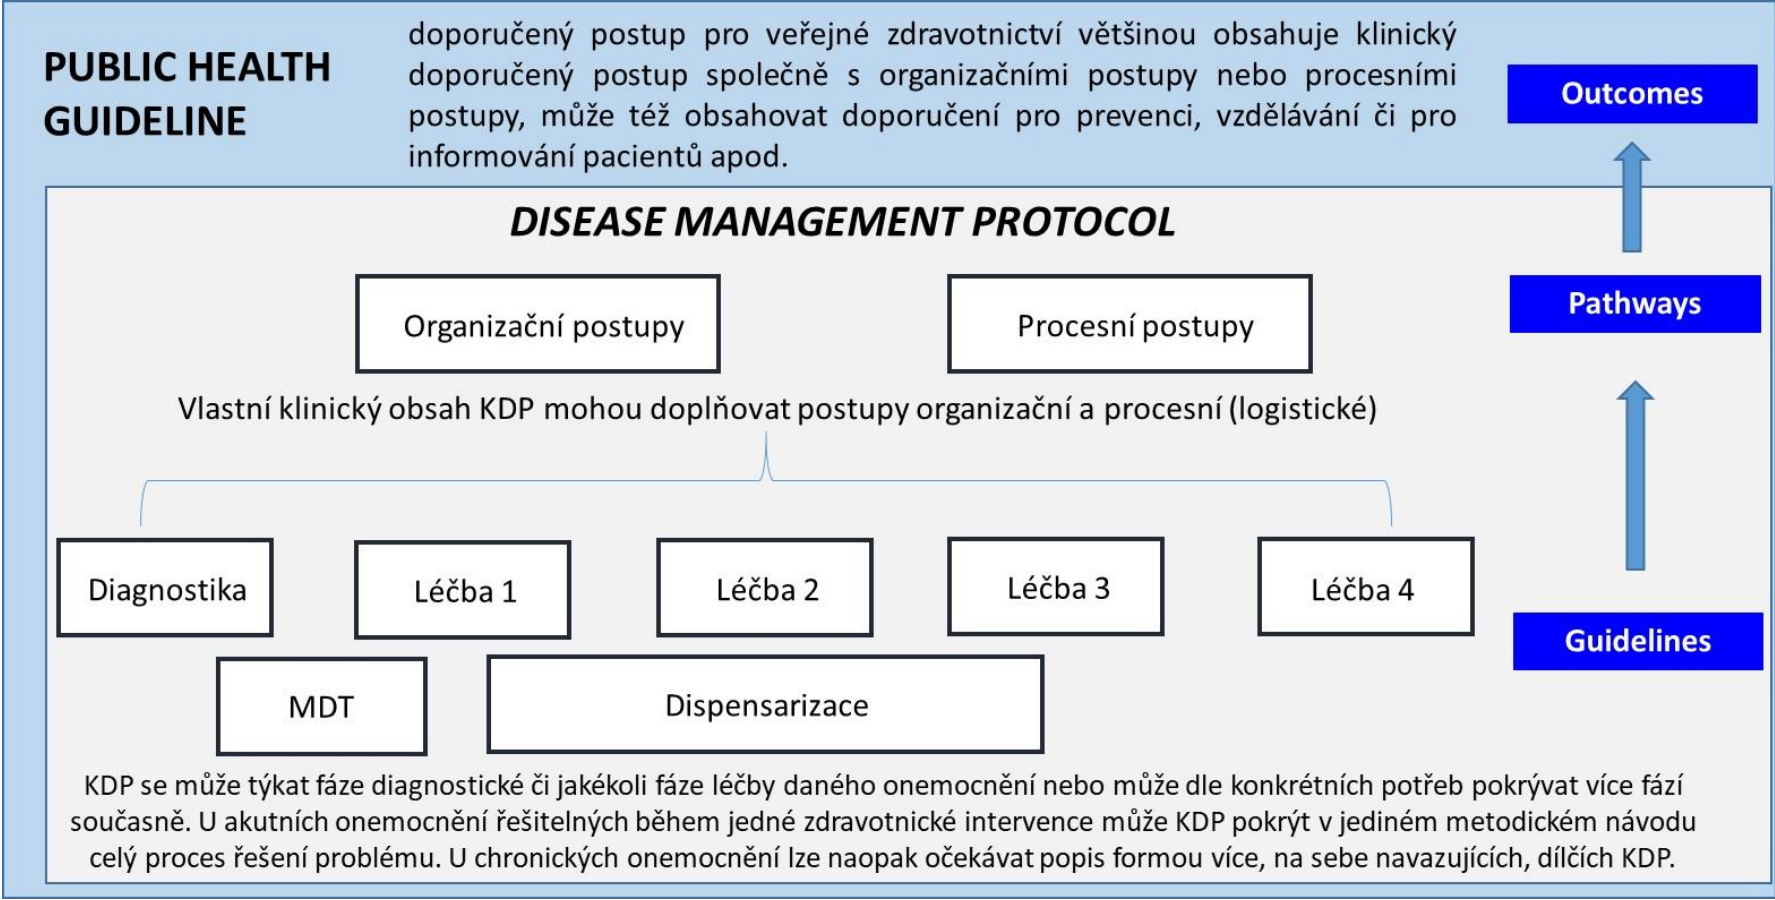 PUBLIC HEALTH
GUIDELINE
doporučený postup pro veřejné zdravotnictví většinou obsahuje klinický
doporučený postup společně s organizačními postupy nebo procesními
postupy, může též obsahovat doporučení pro prevenci, vzdělávání či pro
informování pacientů apod.
Outcomes
DISEASE MANAGEMENT PROTOCOL
Organizační postupy
Procesní postupy
Pathways
Vlastní klinický obsah KDP mohou doplňovat postupy organizační a procesní (logistické)
Diagnostika
Léčba 1
Léčba 2
Léčba 3
Léčba 4
Guidelines
MDT
Dispensarizace
KDP se může týkat fáze diagnostické či jakékoli fáze léčby daného onemocnění nebo může dle konkrétních potřeb pokrývat více fází
současně. U akutních onemocnění řešitelných během jedné zdravotnické intervence může KDP pokrýt v jediném metodickém návodu
celý proces řešení problému. U chronických onemocnění lze naopak očekávat popis formou více, na sebe navazujících, dílčích KDP.